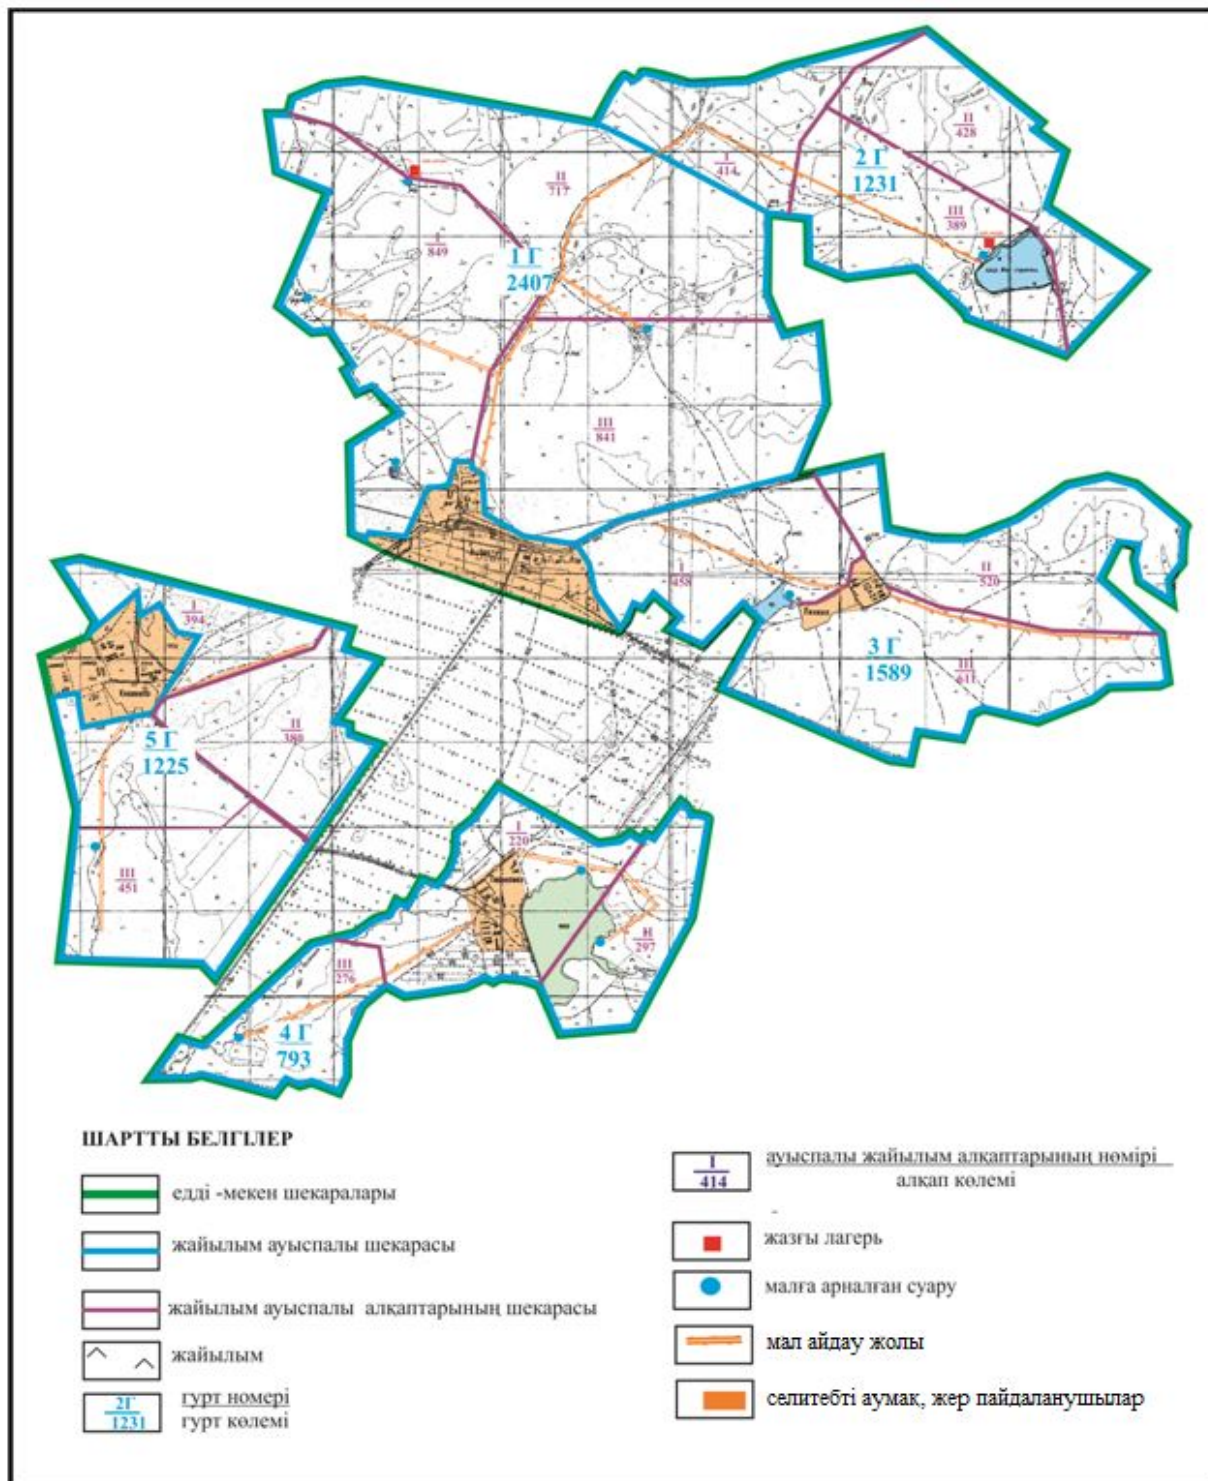 II
428
2 Г
1231
I
414
II
717
III
389
I
849
1 Г
2407
III
841
I
458
II
520
I
394
3 Г
1589
III
611
II
380
5 Г
1225
I
220
III
451
II
297
III
276
4 Г
793
ШАРТТЫ БЕЛГІЛЕР
едді -мекен шекаралары
жайылым ауыспалы шекарасы
жайылым ауыспалы алқаптарының шекарасы
жайылым
2Г
1231
гурт номері
гурт көлемі
I
414
ауыспалы жайылым алқаптарының нөмірі
алқап көлемі
жазғы лагерь
малға арналған суару
мал айдау жолы
селитебті аумақ, жер пайдаланушылар